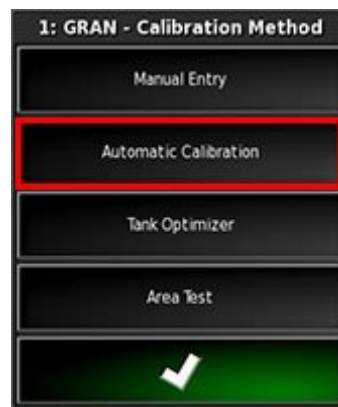 1: GRAN - Calibration Method
Manual Entry
Automatic Calibration
Tank Optimizer
Area Test